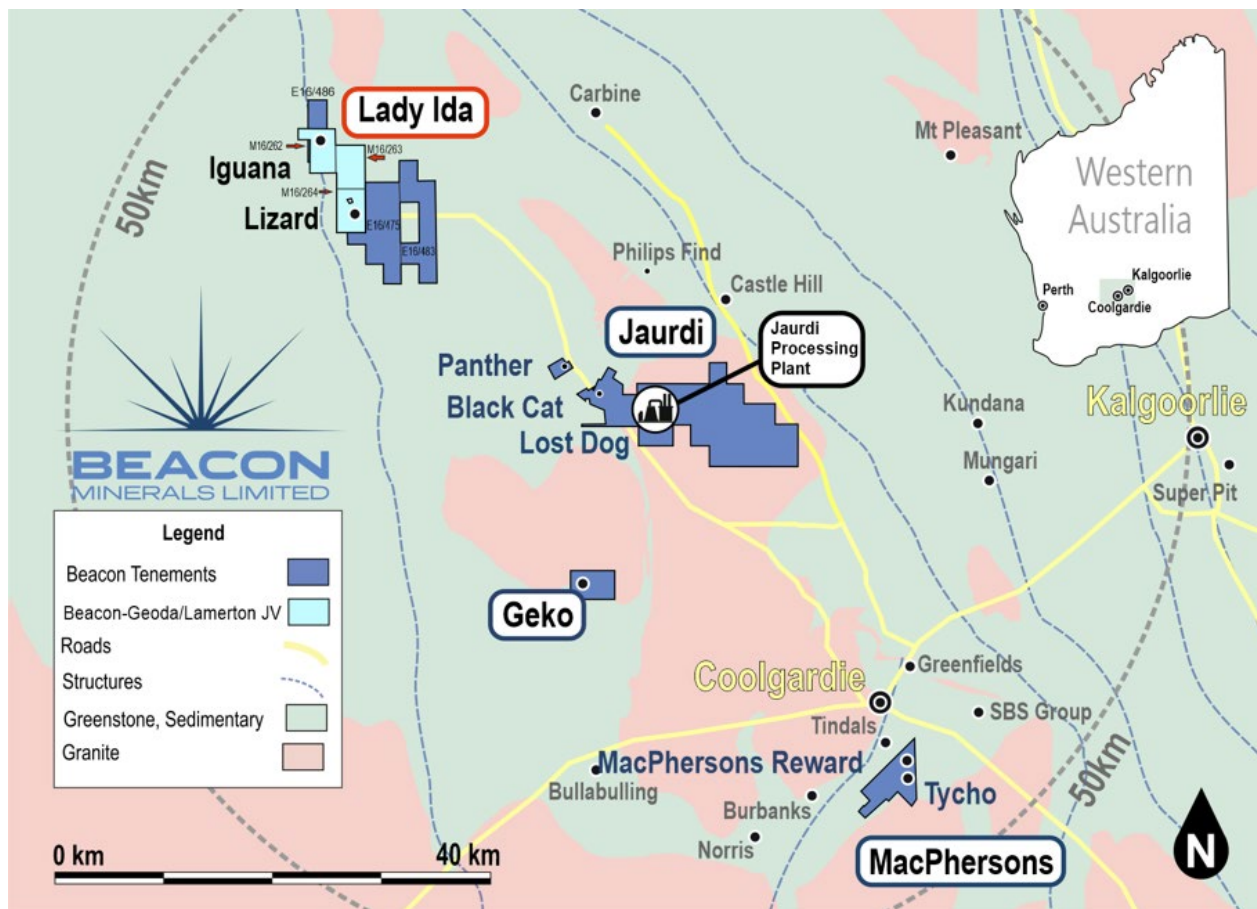 Carbine
E16/486
Lady Ida
Mt Pleasant
M16/262
M16/263
Iguana
M16/264
Lizard
E16/475
E16/483
50km
Western
Australia
Kalgoorlie
Perth
Coolgardie
Philips Find
Castle Hill
Jaurdi
Jaurdi
Processing
Plant
Panther
Black Cat
Lost Dog
Kundana
Kalgoorlie
Mungari
Super Pit
BEACON
MINERALS LIMITED
Legend
Beacon Tenements
Beacon-Geoda/Lamerton JV
Roads
Structures
Greenstone, Sedimentary
Granite
Geko
Greenfields
Coolgardie
SBS Group
Tindals
MacPhersons Reward
Bullabulling
Tycho
Burbanks
Norris
50km
MacPhersons
0 km
40 km
N